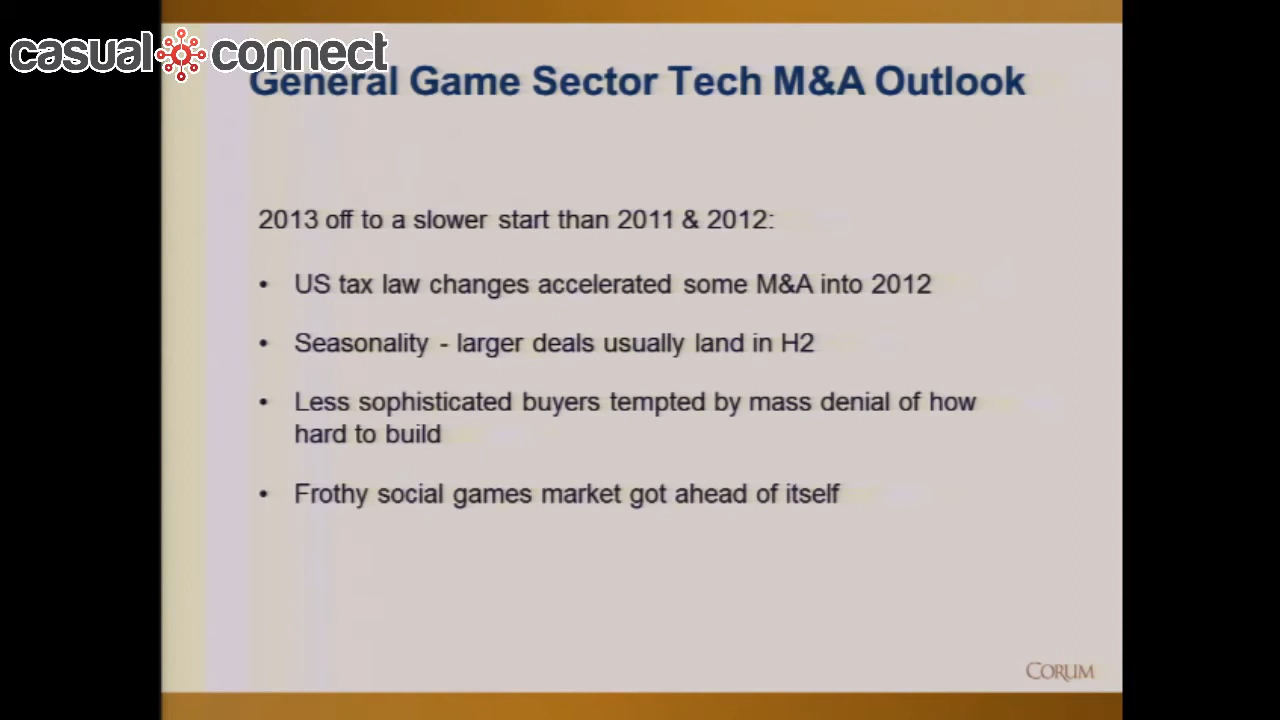 casual connect
General Game Sector Tech M&A Outlook
2013 off to a slower start than 2011 & 2012:
• US tax law changes accelerated some M&A into 2012
• Seasonality - larger deals usually land in H2
• Less sophisticated buyers tempted by mass denial of how
hard to build
• Frothy social games market got ahead of itself
CORUM